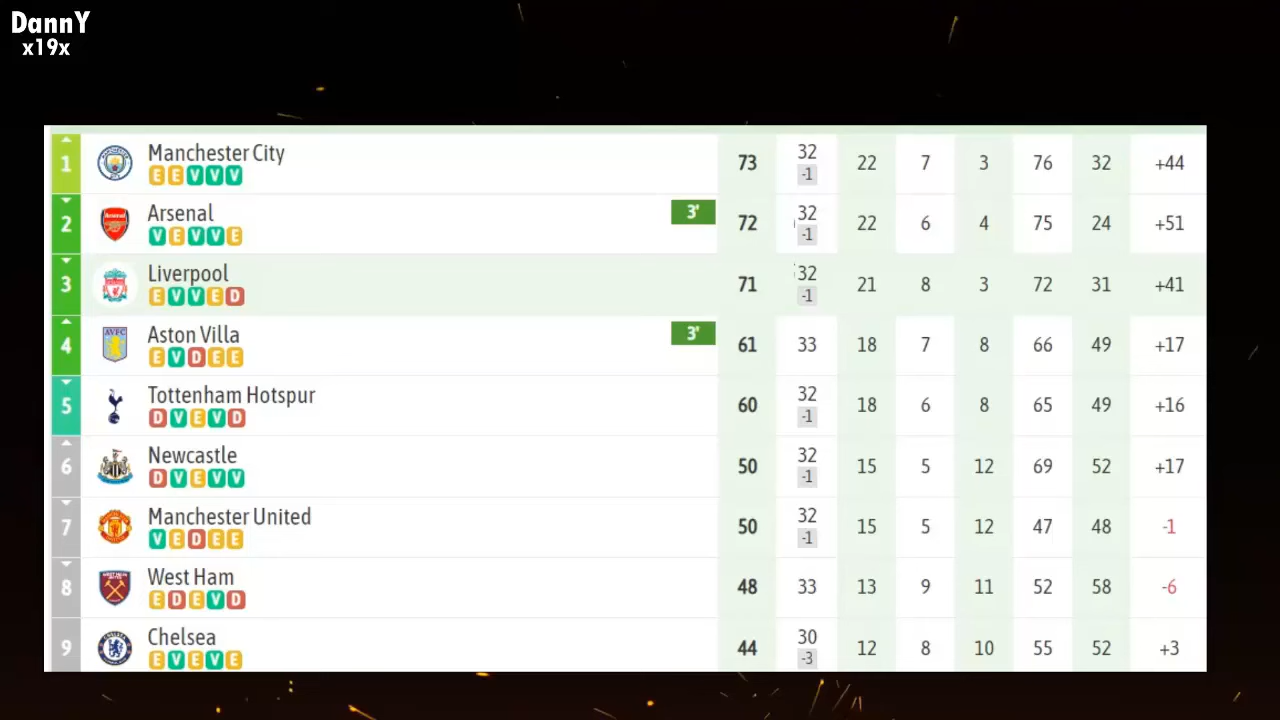 DannY
x19x
1 Manchester City 73 32 22 7 3 76 32 +44
E E V V V -1
2 Arsenal 3' 72 32 22 6 4 75 24 +51
V E V V E -1
3 Liverpool 71 32 21 8 3 72 31 +41
E V V E D -1
4 Aston Villa 3' 61 33 18 7 8 66 49 +17
E V D E E
5 Tottenham Hotspur 60 32 18 6 8 65 49 +16
D V E V D -1
6 Newcastle 50 32 15 5 12 69 52 +17
D V E V V -1
7 Manchester United 50 32 15 5 12 47 48 -1
V E D E E -1
8 West Ham 48 33 13 9 11 52 58 -6
E D E V D
9 Chelsea 44 30 12 8 10 55 52 +3
E V E V E -3